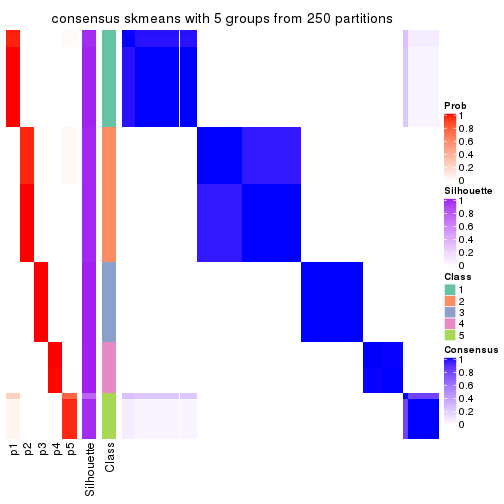 consensus skmeans with 5 groups from 250 partitions
Prob
1
0.8
0.6
0.4
0.2
0
Silhouette
1
0.8
0.6
0.4
0.2
0
Class
1
2
3
4
5
Consensus
1
0.8
0.6
0.4
0.2
0
p1
p2
p3
p4
p5
Silhouette
Class